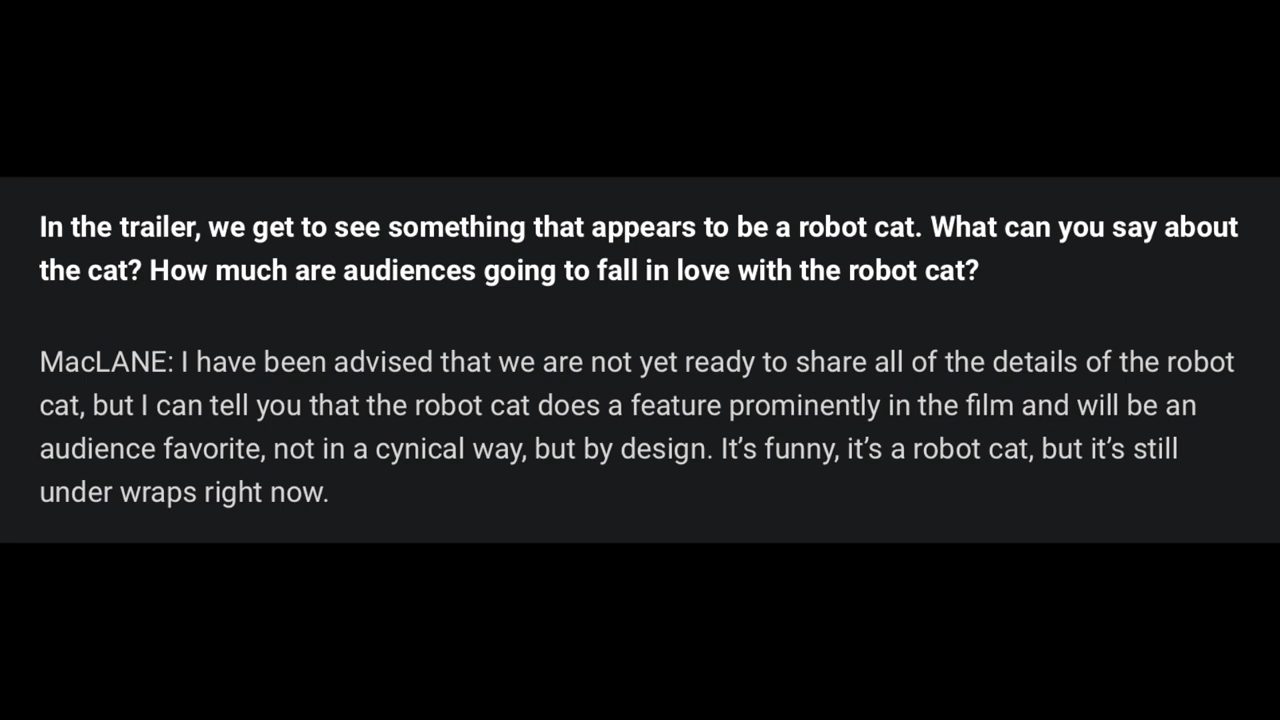 In the trailer, we get to see something that appears to be a robot cat. What can you say about
the cat? How much are audiences going to fall in love with the robot cat?
MacLANE: I have been advised that we are not yet ready to share all of the details of the robot
cat, but I can tell you that the robot cat does a feature prominently in the film and will be an
audience favorite, not in a cynical way, but by design. It’s funny, it’s a robot cat, but it’s still
under wraps right now.